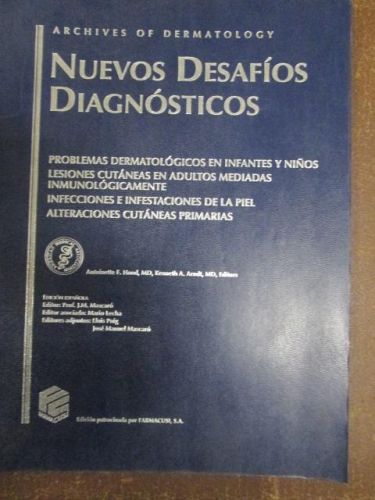 ARCHIVES OF DERMATOLOGY
NUEVOS DESAFÍOS
DIAGNÓSTICOS
PROBLEMAS DERMATOLÓGICOS EN INFANTES Y NIÑOS
LESIONES CUTÁNEAS EN ADULTOS MEDIADAS
INMUNOLÓGICAMENTE
INFECCIONES E INFESTACIONES DE LA PIEL
ALTERACIONES CUTÁNEAS PRIMARIAS
Antoinette F. Hood, MD, Kenneth A. Arndt, MD, Editors
EDICIÓN ESPAÑOLA
Editor: Prof. J.M. Mascaró
Editor asociado: Mario Lecha
Editores adjuntos: Lluís Puig
José Manuel Mascaró
FARMACUSI
Edición patrocinada por FARMACUSI, S.A.